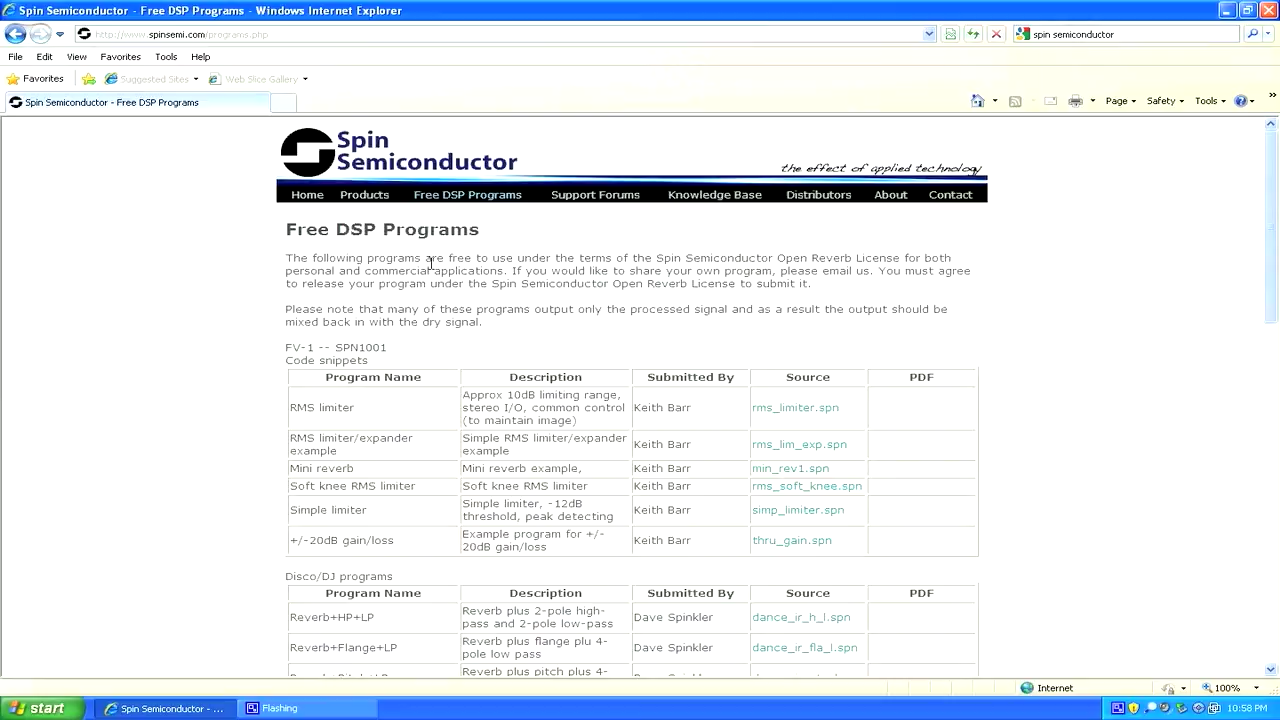 Spin Semiconductor - Free DSP Programs - Windows Internet Explorer
http://www.spinsemi.com/programs.php
spin semiconductor
File Edit View Favorites Tools Help
Favorites Suggested Sites Web Slice Gallery
Spin Semiconductor - Free DSP Programs
Page Safety Tools
Spin
Semiconductor
the effect of applied technology
Home Products Free DSP Programs Support Forums Knowledge Base Distributors About Contact
Free DSP Programs
The following programs are free to use under the terms of the Spin Semiconductor Open Reverb License for both
personal and commercial applications. If you would like to share your own program, please email us. You must agree
to release your program under the Spin Semiconductor Open Reverb License to submit it.
Please note that many of these programs output only the processed signal and as a result the output should be
mixed back in with the dry signal.
FV-1 -- SPN1001
Code snippets
Program Name Description Submitted By Source PDF
RMS limiter Approx 10dB limiting range, stereo I/O, common control (to maintain image) Keith Barr rms_limiter.spn
RMS limiter/expander example Simple RMS limiter/expander example Keith Barr rms_lim_exp.spn
Mini reverb Mini reverb example, Keith Barr min_rev1.spn
Soft knee RMS limiter Soft knee RMS limiter Keith Barr rms_soft_knee.spn
Simple limiter Simple limiter, -12dB threshold, peak detecting Keith Barr simp_limiter.spn
+/-20dB gain/loss Example program for +/- 20dB gain/loss Keith Barr thru_gain.spn
Disco/DJ programs
Program Name Description Submitted By Source PDF
Reverb+HP+LP Reverb plus 2-pole high- pass and 2-pole low-pass Dave Spinkler dance_ir_h_l.spn
Reverb+Flange+LP Reverb plus flange plu 4- pole low pass Dave Spinkler dance_ir_fla_l.spn
Reverb plus pitch plus 4-
Internet 100%
start Spin Semiconductor - ... Flashing 10:58 PM